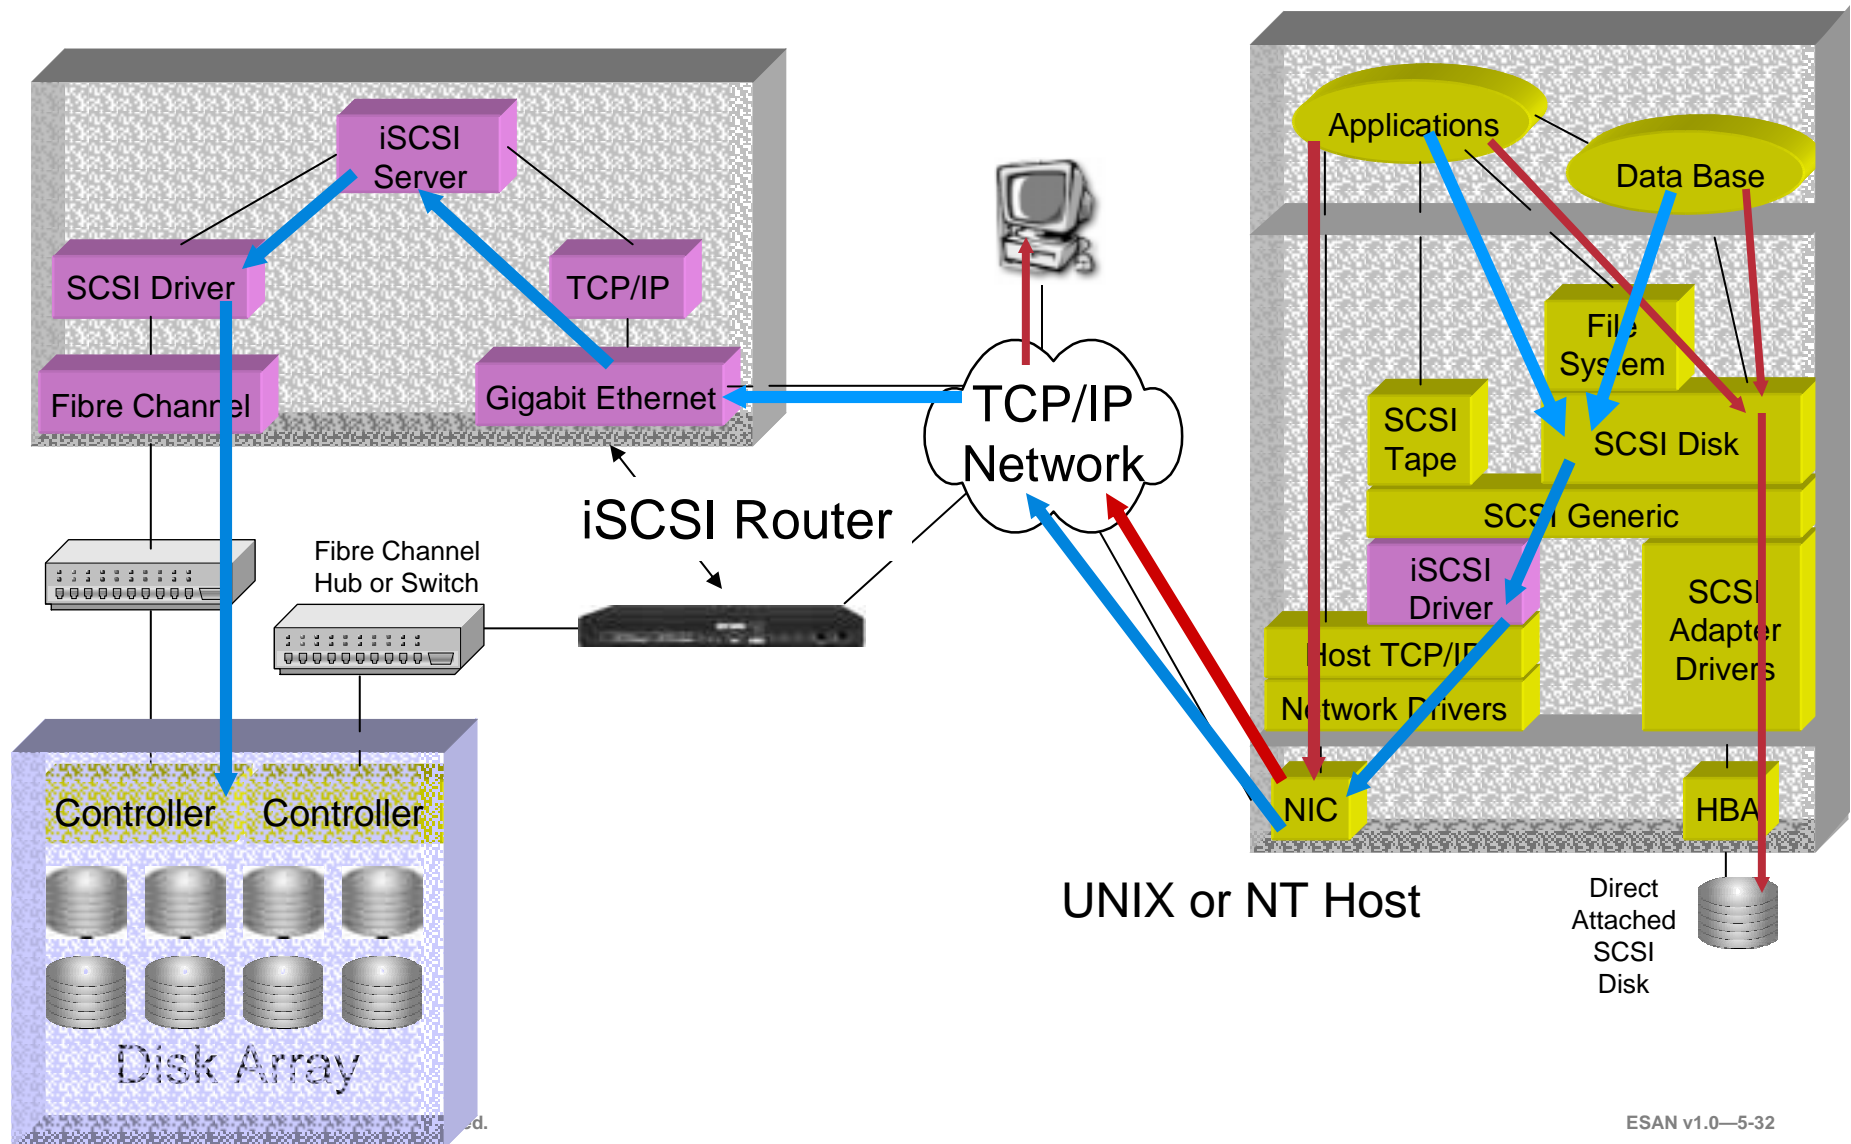 iSCSI
Server
SCSI Driver
TCP/IP
Fibre Channel
Gigabit Ethernet
iSCSI Router
Fibre Channel
Hub or Switch
Controller
Controller
Disk Array
TCP/IP
Network
Applications
Data Base
File
System
SCSI
Tape
SCSI Disk
SCSI Generic
iSCSI
Driver
SCSI
Adapter
Drivers
Host TCP/IP
Network Drivers
NIC
HBA
UNIX or NT Host
Direct
Attached
SCSI
Disk
ed.
ESAN v1.0—5-32